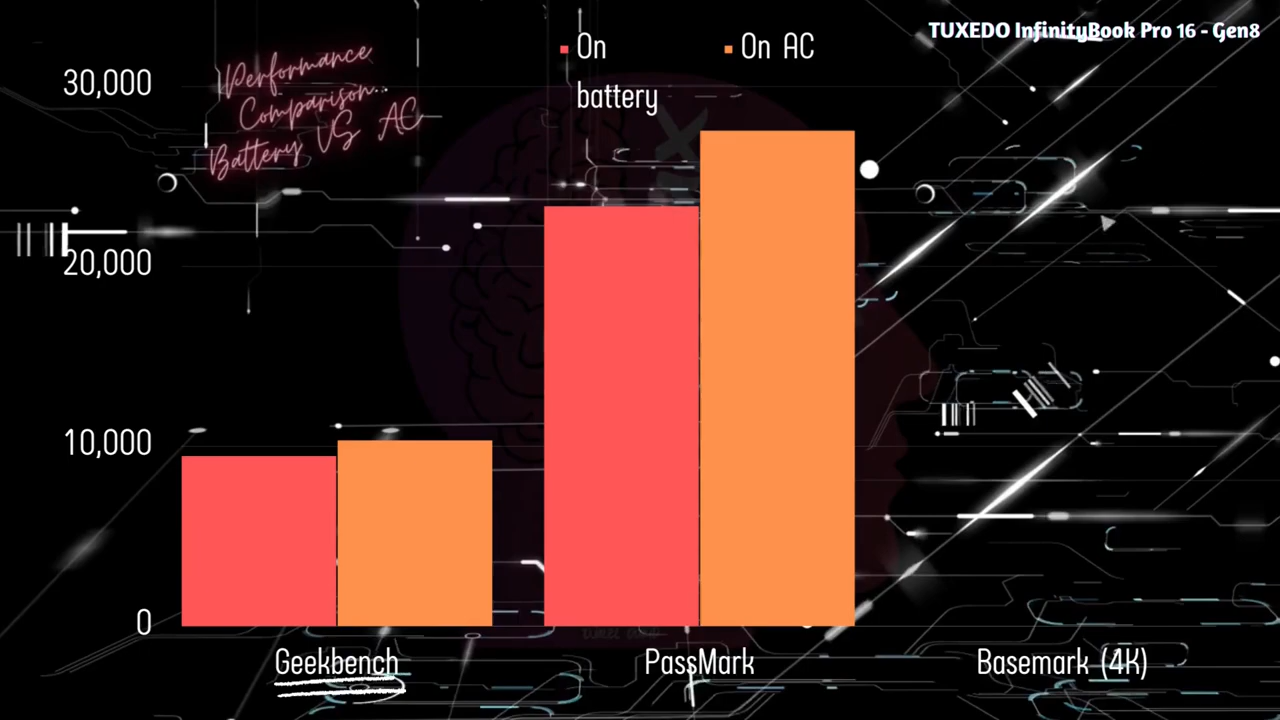 TUXEDO InfinityBook Pro 16 - Gen8
Performance
Comparison...
Battery VS AC
On
battery
On AC
30,000
20,000
10,000
0
Geekbench
PassMark
Basemark (4K)